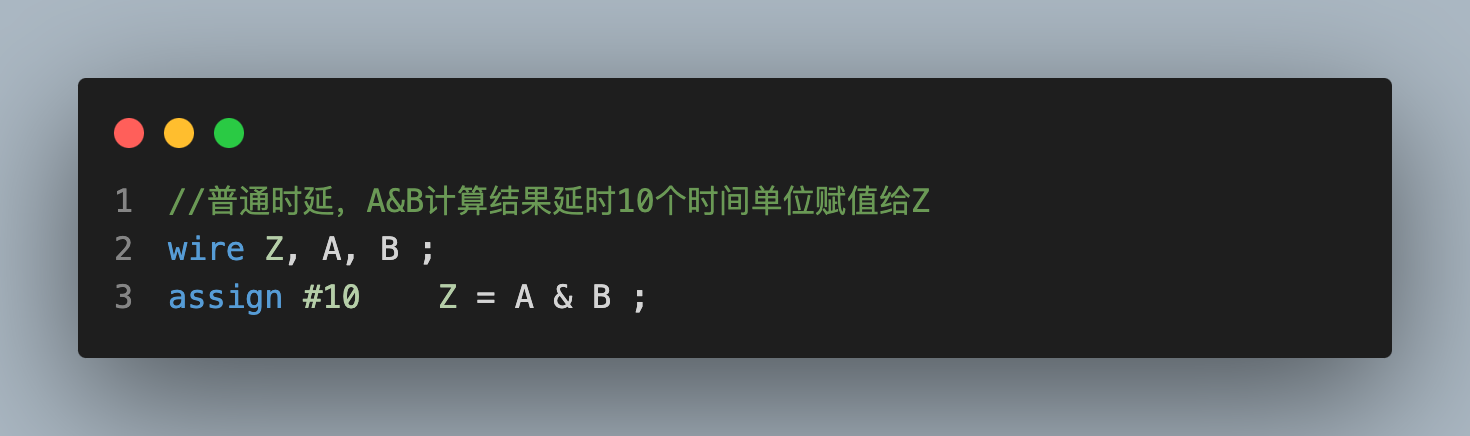 1 //普通时延，A&B计算结果延时10个时间单位赋值给Z
2 wire Z, A, B ;
3 assign #10    Z = A & B ;